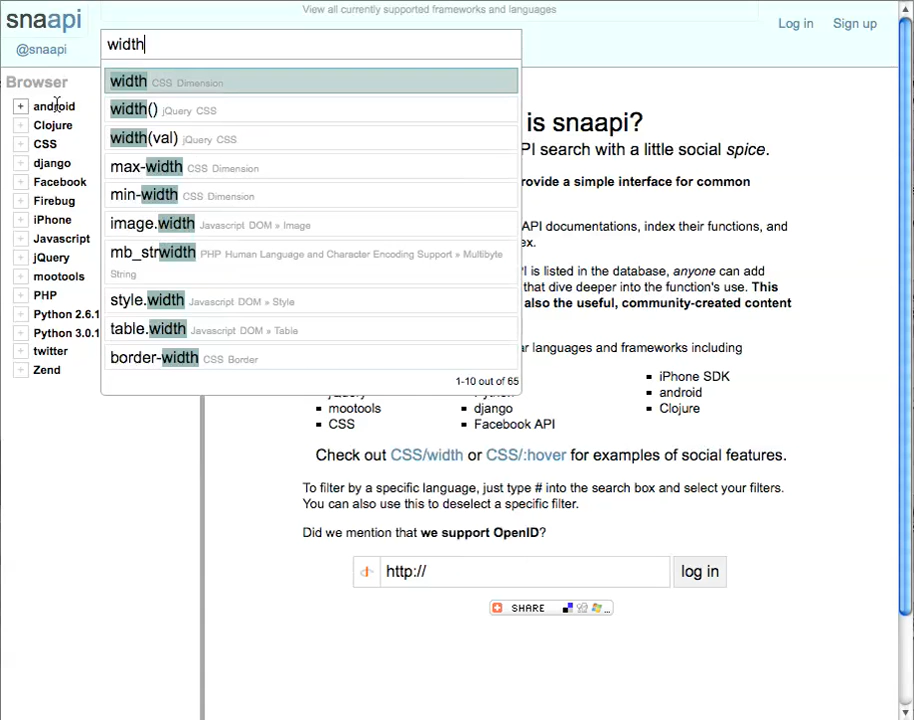 View all currently supported frameworks and languages
snaapi
@snaapi
Log in
Sign up
width
Browser
android
Clojure
CSS
django
Facebook
Firebug
iPhone
Javascript
jQuery
mootools
PHP
Python 2.6.1
Python 3.0.1
twitter
Zend
width CSS Dimension
width() jQuery CSS
width(val) jQuery CSS
max-width CSS Dimension
min-width CSS Dimension
image.width Javascript DOM » Image
mb_strwidth PHP Human Language and Character Encoding Support » Multibyte
String
style.width Javascript DOM » Style
table.width Javascript DOM » Table
border-width CSS Border
1-10 out of 65
is snaapi?
PI search with a little social spice.
rovide a simple interface for common
API documentations, index their functions, and
ex.
PI is listed in the database, anyone can add
that dive deeper into the function's use. This
also the useful, community-created content
ar languages and frameworks including
mootools
CSS
django
Facebook API
iPhone SDK
android
Clojure
Check out CSS/width or CSS/:hover for examples of social features.
To filter by a specific language, just type # into the search box and select your filters.
You can also use this to deselect a specific filter.
Did we mention that we support OpenID?
http://
log in
SHARE ...